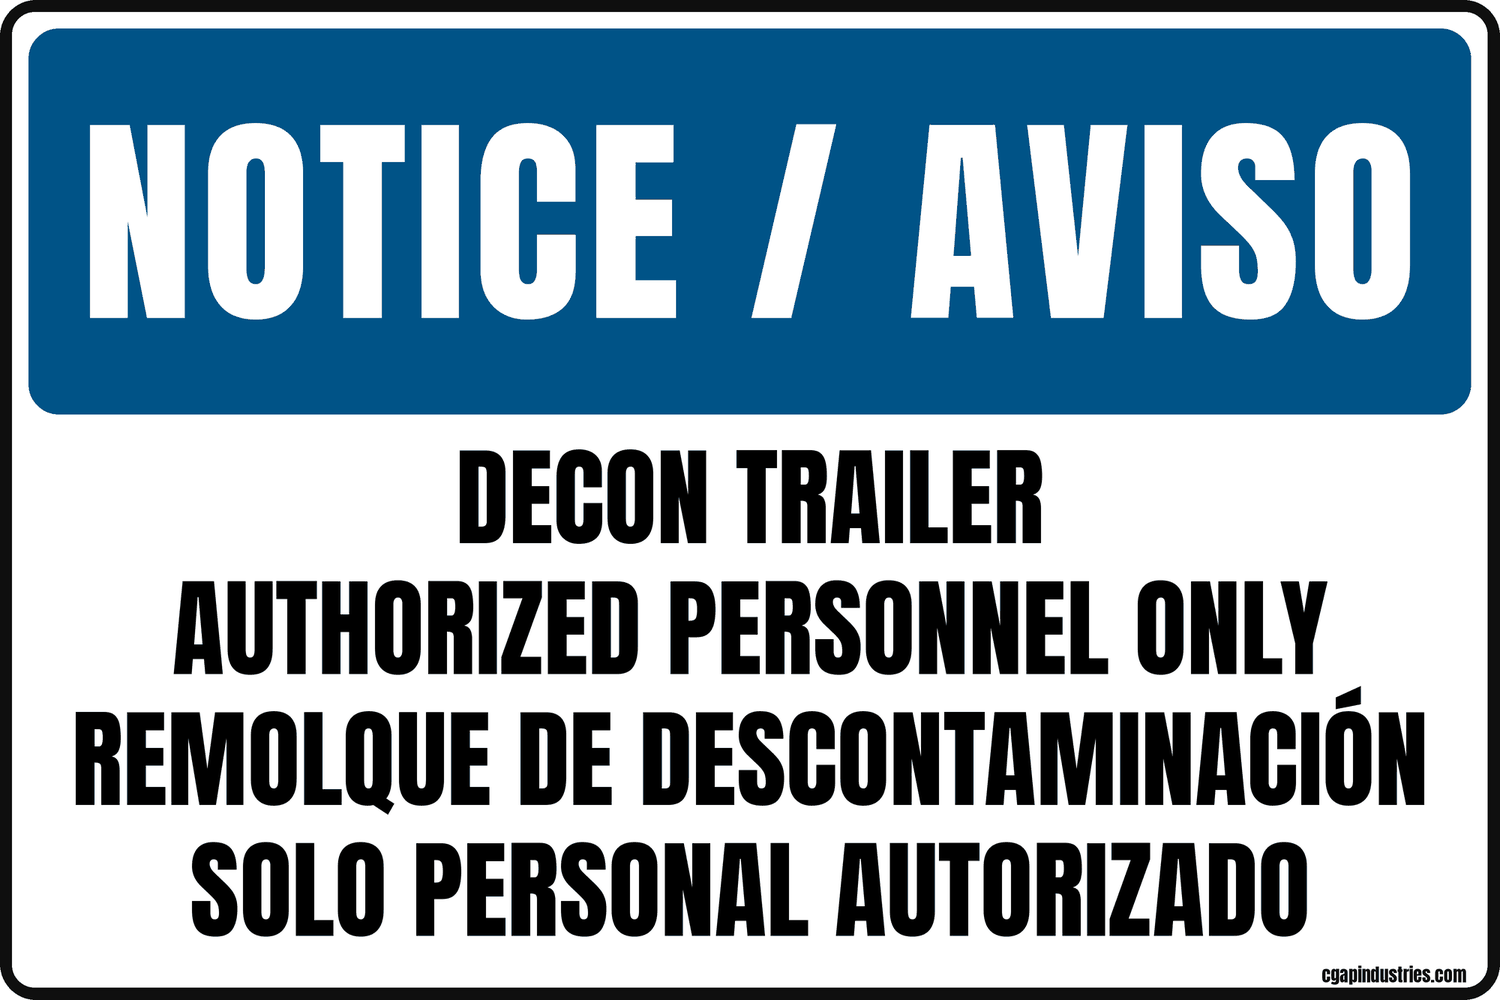 NOTICE / AVISO
DECON TRAILER
AUTHORIZED PERSONNEL ONLY
REMOLQUE DE DESCONTAMINACIÓN
SOLO PERSONAL AUTORIZADO
cgapindustries.com